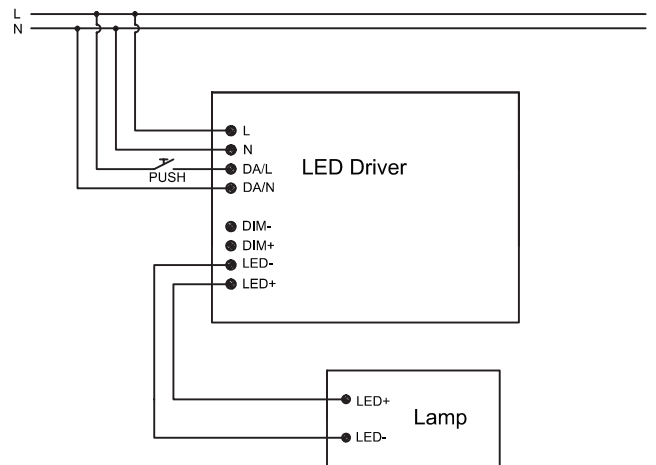 L
N
L
N
DA/L
DA/N
PUSH
LED Driver
DIM-
DIM+
LED-
LED+
LED+
LED-
Lamp